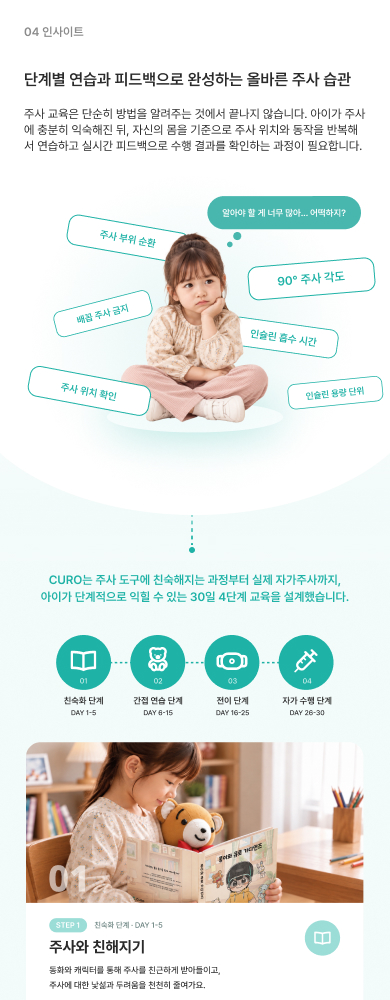 04 인사이트
단계별 연습과 피드백으로 완성하는 올바른 주사 습관
주사 교육은 단순히 방법을 알려주는 것에서 끝나지 않습니다. 아이가 주사
에 충분히 익숙해진 뒤, 자신의 몸을 기준으로 주사 위치와 동작을 반복해
서 연습하고 실시간 피드백으로 수행 결과를 확인하는 과정이 필요합니다.
알아야 할 게 너무 많아... 어떡하지?
주사 부위 순환
90° 주사 각도
배꼽 주사 금지
인슐린 흡수 시간
주사 위치 확인
인슐린 용량 단위
CURO는 주사 도구에 친숙해지는 과정부터 실제 자가주사까지,
아이가 단계적으로 익힐 수 있는 30일 4단계 교육을 설계했습니다.
01
02
03
04
친숙화 단계
간접 연습 단계
전이 단계
자가 수행 단계
DAY 1-5
DAY 6-15
DAY 16-25
DAY 26-30
01
STEP 1
친숙화 단계 · DAY 1-5
주사와 친해지기
동화와 캐릭터를 통해 주사를 친근하게 받아들이고,
주사에 대한 낯섦과 두려움을 천천히 줄여가요.